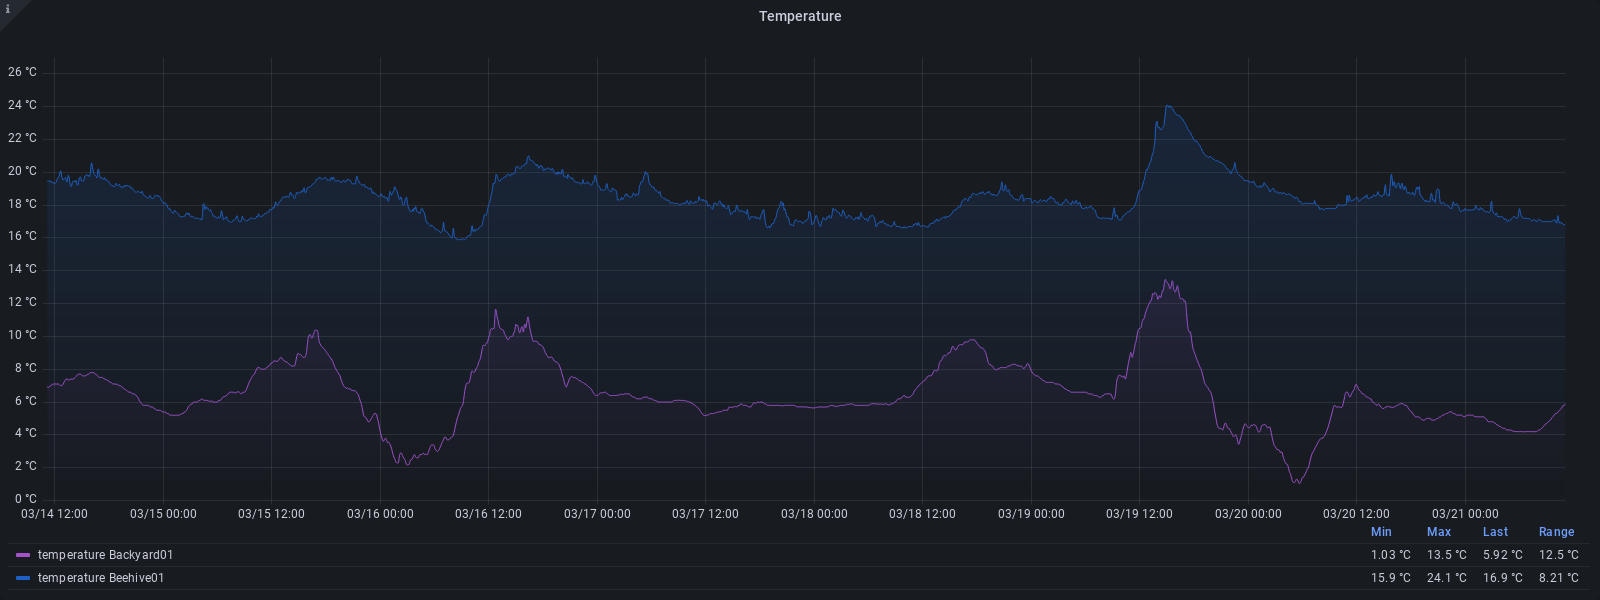 i
Temperature
26 °C
24 °C
22 °C
20 °C
18 °C
16 °C
14 °C
12 °C
10 °C
8 °C
6 °C
4 °C
2 °C
0 °C
03/14 12:00 03/15 00:00 03/15 12:00 03/16 00:00 03/16 12:00 03/17 00:00 03/17 12:00 03/18 00:00 03/18 12:00 03/19 00:00 03/19 12:00 03/20 00:00 03/20 12:00 03/21 00:00
Min Max Last Range
temperature Backyard01 1.03 °C 13.5 °C 5.92 °C 12.5 °C
temperature Beehive01 15.9 °C 24.1 °C 16.9 °C 8.21 °C